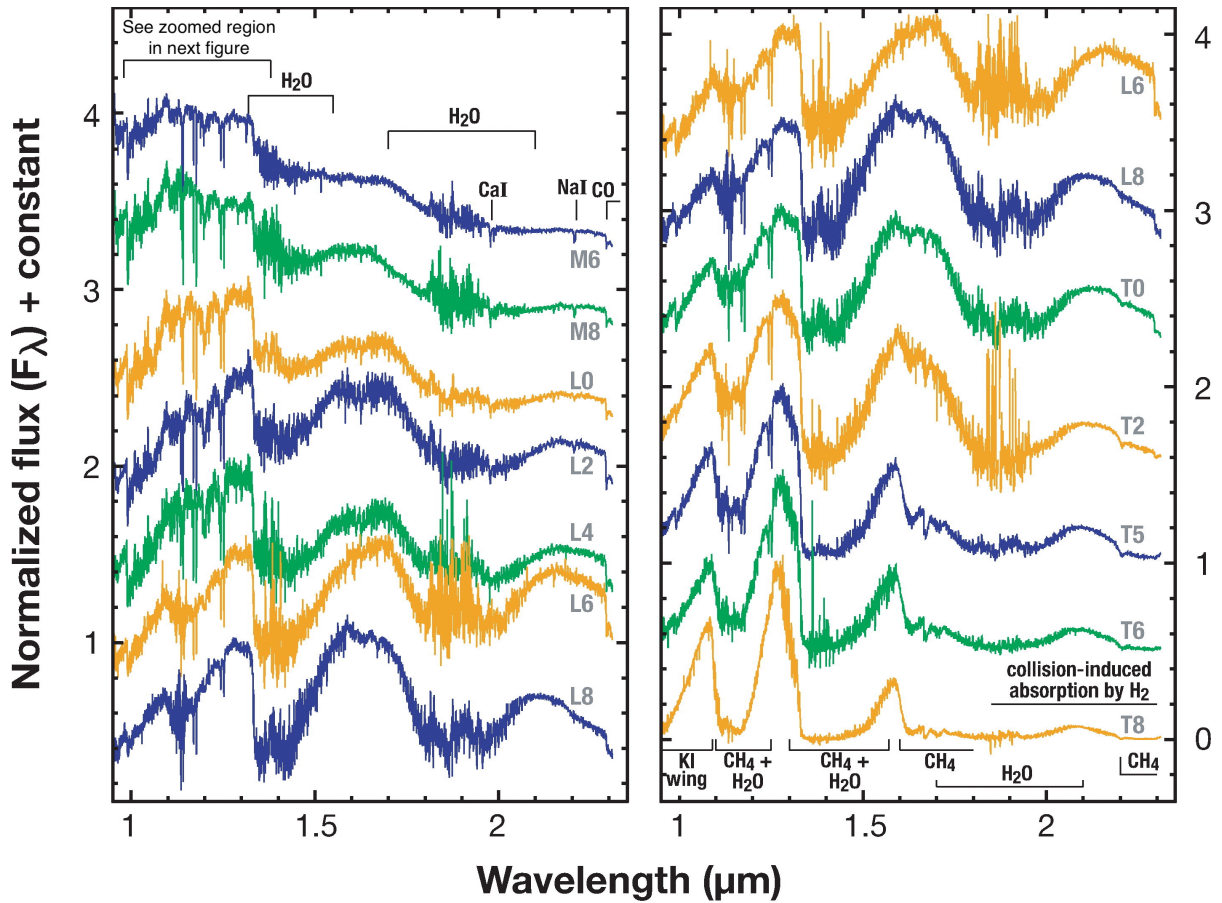 See zoomed region
in next figure
H2O
H2O
CaI
NaI
CO
M6
M8
L0
L2
L4
L6
L8
1
2
3
4
1
1.5
2
Normalized flux (Fλ) + constant
L6
L8
T0
T2
T5
T6
collision-induced
absorption by H2
T8
KI
wing
CH4 +
H2O
CH4 +
H2O
CH4
H2O
CH4
4
3
2
1
0
1
1.5
2
Wavelength (μm)